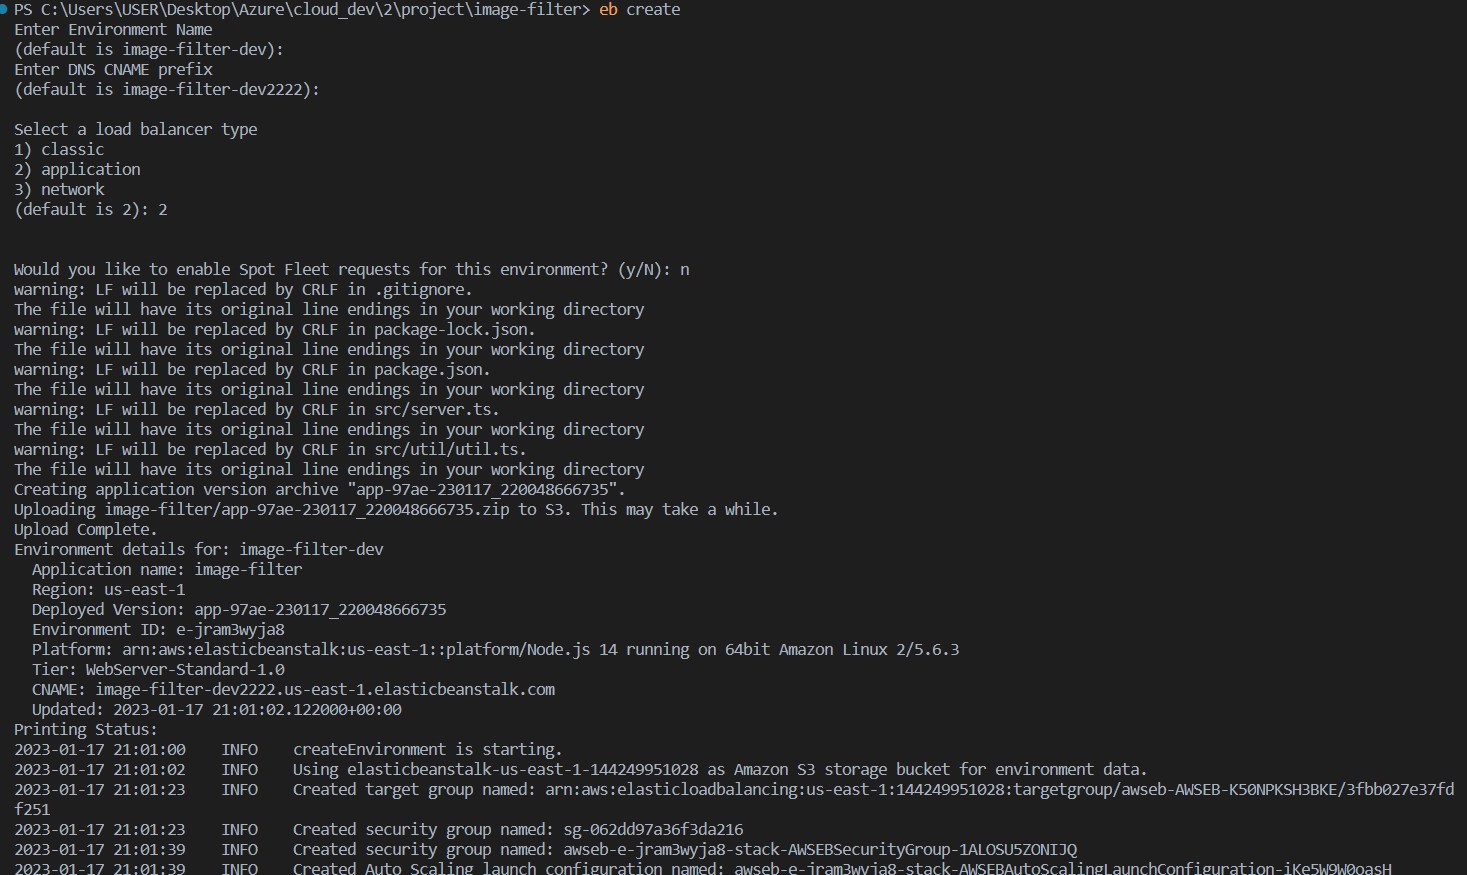 PS C:\Users\USER\Desktop\Azure\cloud_dev\2\project\image-filter> eb create
Enter Environment Name
(default is image-filter-dev):
Enter DNS CNAME prefix
(default is image-filter-dev2222):
Select a load balancer type
1) classic
2) application
3) network
(default is 2): 2
Would you like to enable Spot Fleet requests for this environment? (y/N): n
warning: LF will be replaced by CRLF in .gitignore.
The file will have its original line endings in your working directory
warning: LF will be replaced by CRLF in package-lock.json.
The file will have its original line endings in your working directory
warning: LF will be replaced by CRLF in package.json.
The file will have its original line endings in your working directory
warning: LF will be replaced by CRLF in src/server.ts.
The file will have its original line endings in your working directory
warning: LF will be replaced by CRLF in src/util/util.ts.
The file will have its original line endings in your working directory
Creating application version archive "app-97ae-230117_220048666735".
Uploading image-filter/app-97ae-230117_220048666735.zip to S3. This may take a while.
Upload Complete.
Environment details for: image-filter-dev
Application name: image-filter
Region: us-east-1
Deployed Version: app-97ae-230117_220048666735
Environment ID: e-jram3wyja8
Platform: arn:aws:elasticbeanstalk:us-east-1::platform/Node.js 14 running on 64bit Amazon Linux 2/5.6.3
Tier: WebServer-Standard-1.0
CNAME: image-filter-dev2222.us-east-1.elasticbeanstalk.com
Updated: 2023-01-17 21:01:02.122000+00:00
Printing Status:
2023-01-17 21:01:00 INFO createEnvironment is starting.
2023-01-17 21:01:02 INFO Using elasticbeanstalk-us-east-1-144249951028 as Amazon S3 storage bucket for environment data.
2023-01-17 21:01:23 INFO Created target group named: arn:aws:elasticloadbalancing:us-east-1:144249951028:targetgroup/awseb-AWSEB-K50NPKSH3BKE/3fbb027e37fd
f251
2023-01-17 21:01:23 INFO Created security group named: sg-062dd97a36f3da216
2023-01-17 21:01:39 INFO Created security group named: awseb-e-jram3wyja8-stack-AWSEBSecurityGroup-1ALOSU5ZONIJQ
2023-01-17 21:01:39 INFO Created Auto Scaling launch configuration named: awseb-e-jram3wyja8-stack-AWSEBAutoScalingLaunchConfiguration-iKe5W9W0oasH